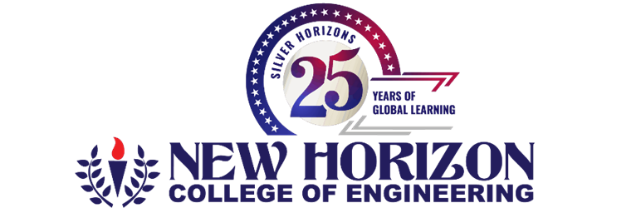 SILVER HORIZONS
25
YEARS OF
GLOBAL LEARNING
NEW HORIZON
COLLEGE OF ENGINEERING